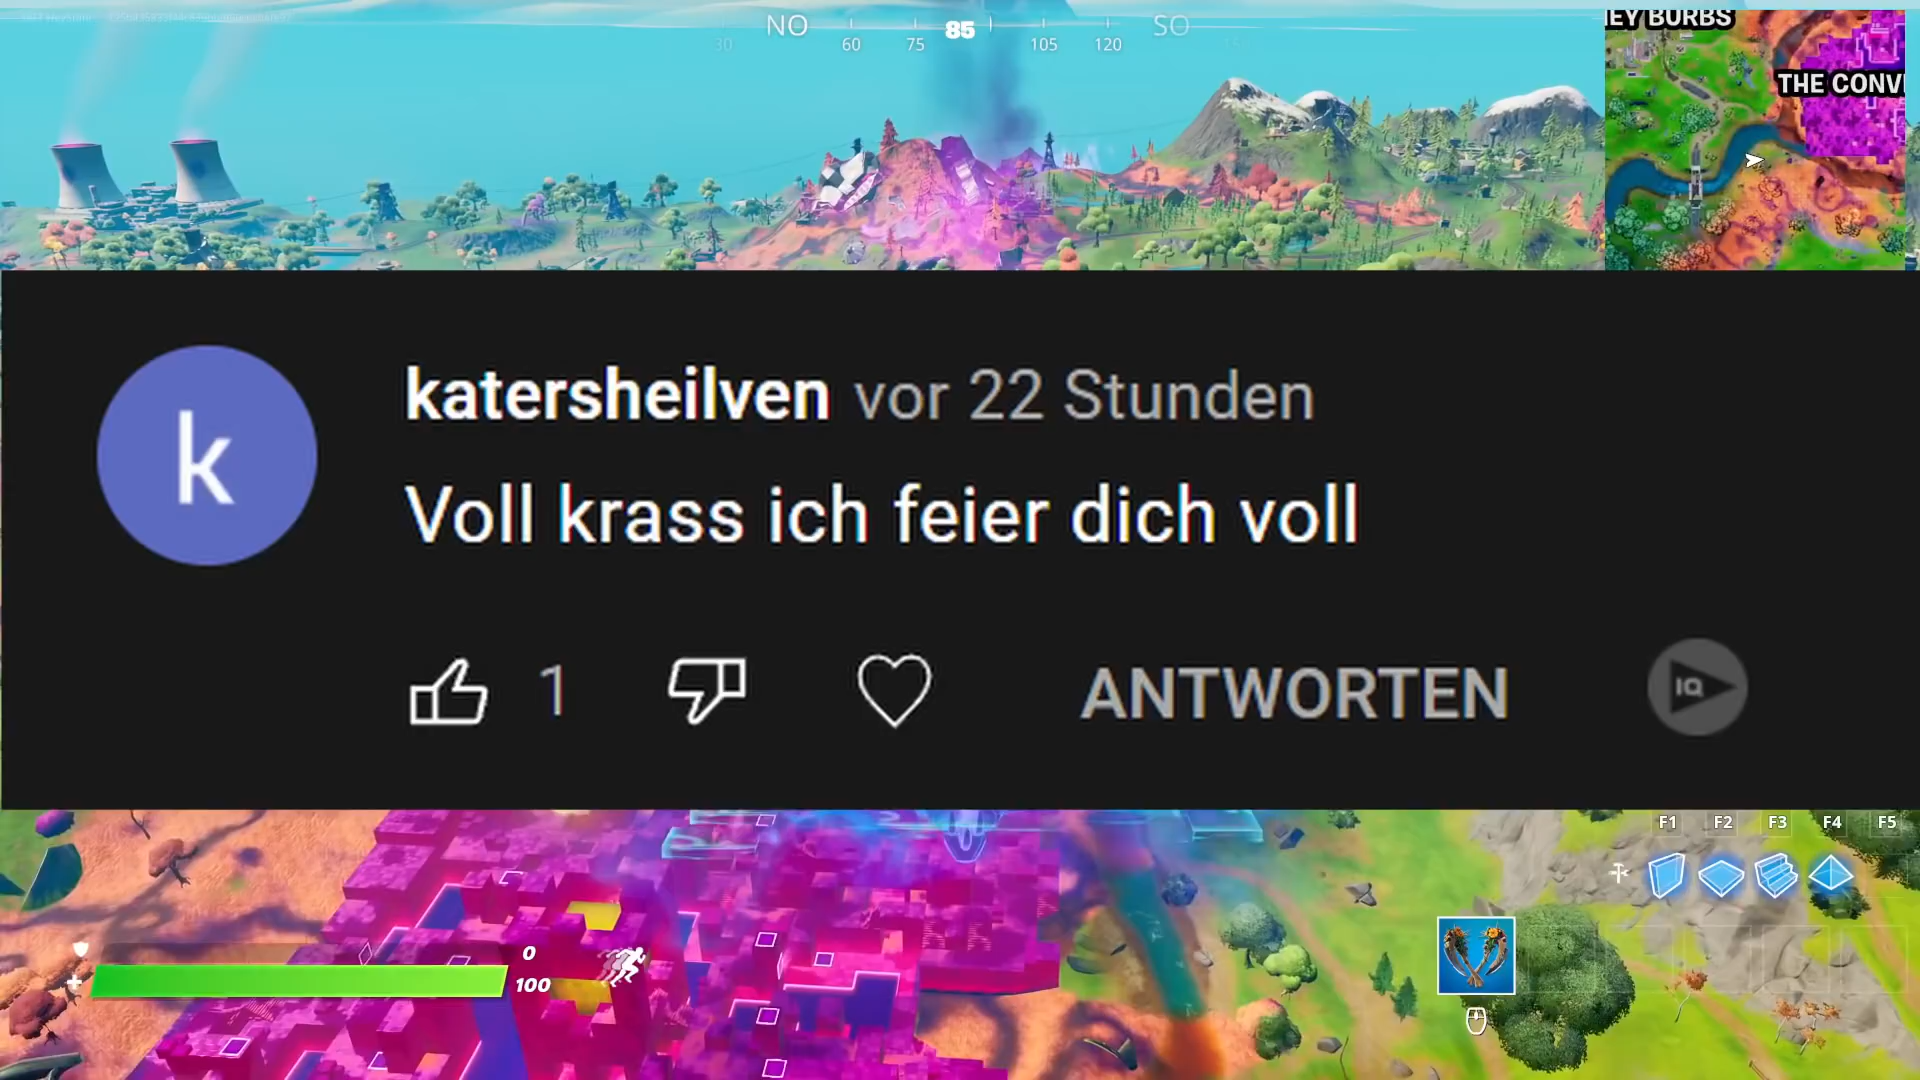 NO
SO
30
60
75
85
105
120
EY BURBS
THE CONV
k
katersheilven vor 22 Stunden
Voll krass ich feier dich voll
1
ANTWORTEN
IQ
F1 F2 F3 F4 F5
0
100